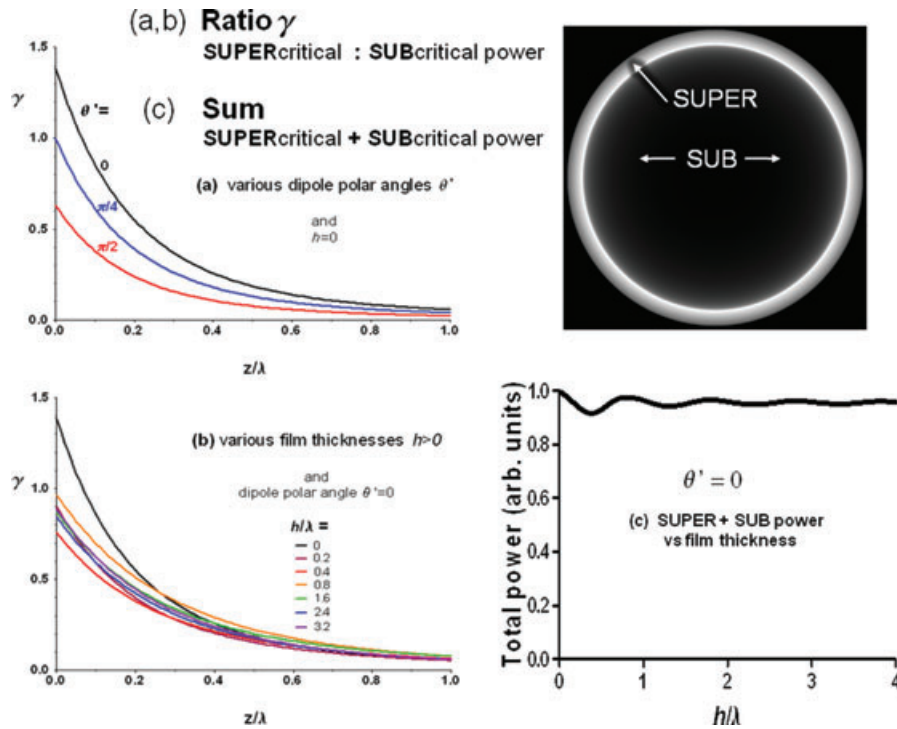 (a,b) Ratio γ
SUPERcritical : SUBcritical power
(c) Sum
SUPERcritical + SUBcritical power
(a) various dipole polar angles θ'
and
h=0
γ
1.5
1.0
0.5
0.0
θ'=
0
π/4
π/2
0.0 0.2 0.4 0.6 0.8 1.0
z/λ
SUPER
SUB
γ
1.5
1.0
0.5
0.0
(b) various film thicknesses h>0
and
dipole polar angle θ'=0
h/λ =
0
0.2
0.4
0.8
1.6
2.4
3.2
0.0 0.2 0.4 0.6 0.8 1.0
z/λ
Total power (arb. units)
1.0
0.8
0.6
0.4
0.2
0.0
θ' = 0
(c) SUPER + SUB power
vs film thickness
0 1 2 3 4
h/λ